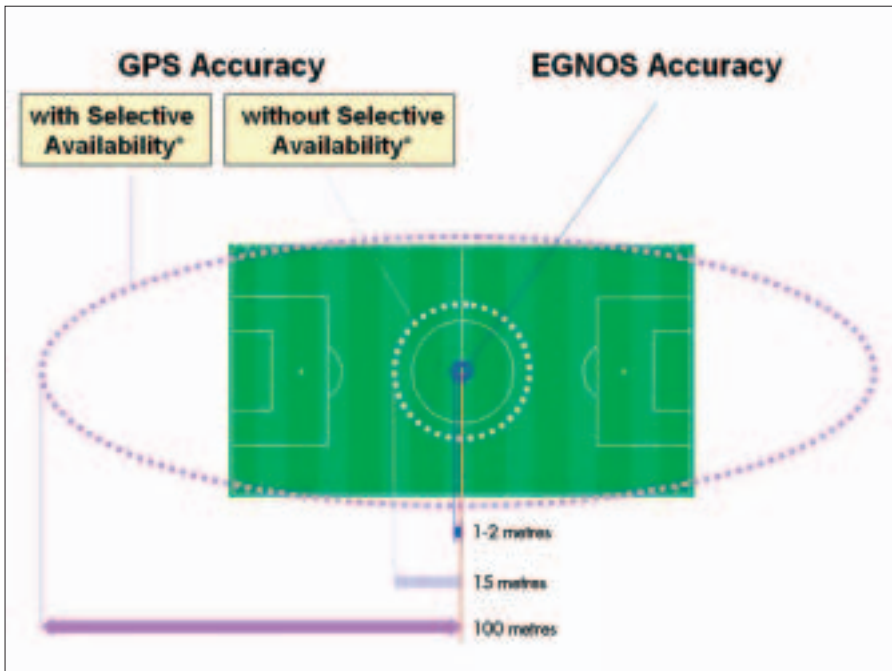 GPS Accuracy
EGNOS Accuracy
with Selective
Availability*
without Selective
Availability*
1-2 metres
15 metres
100 metres